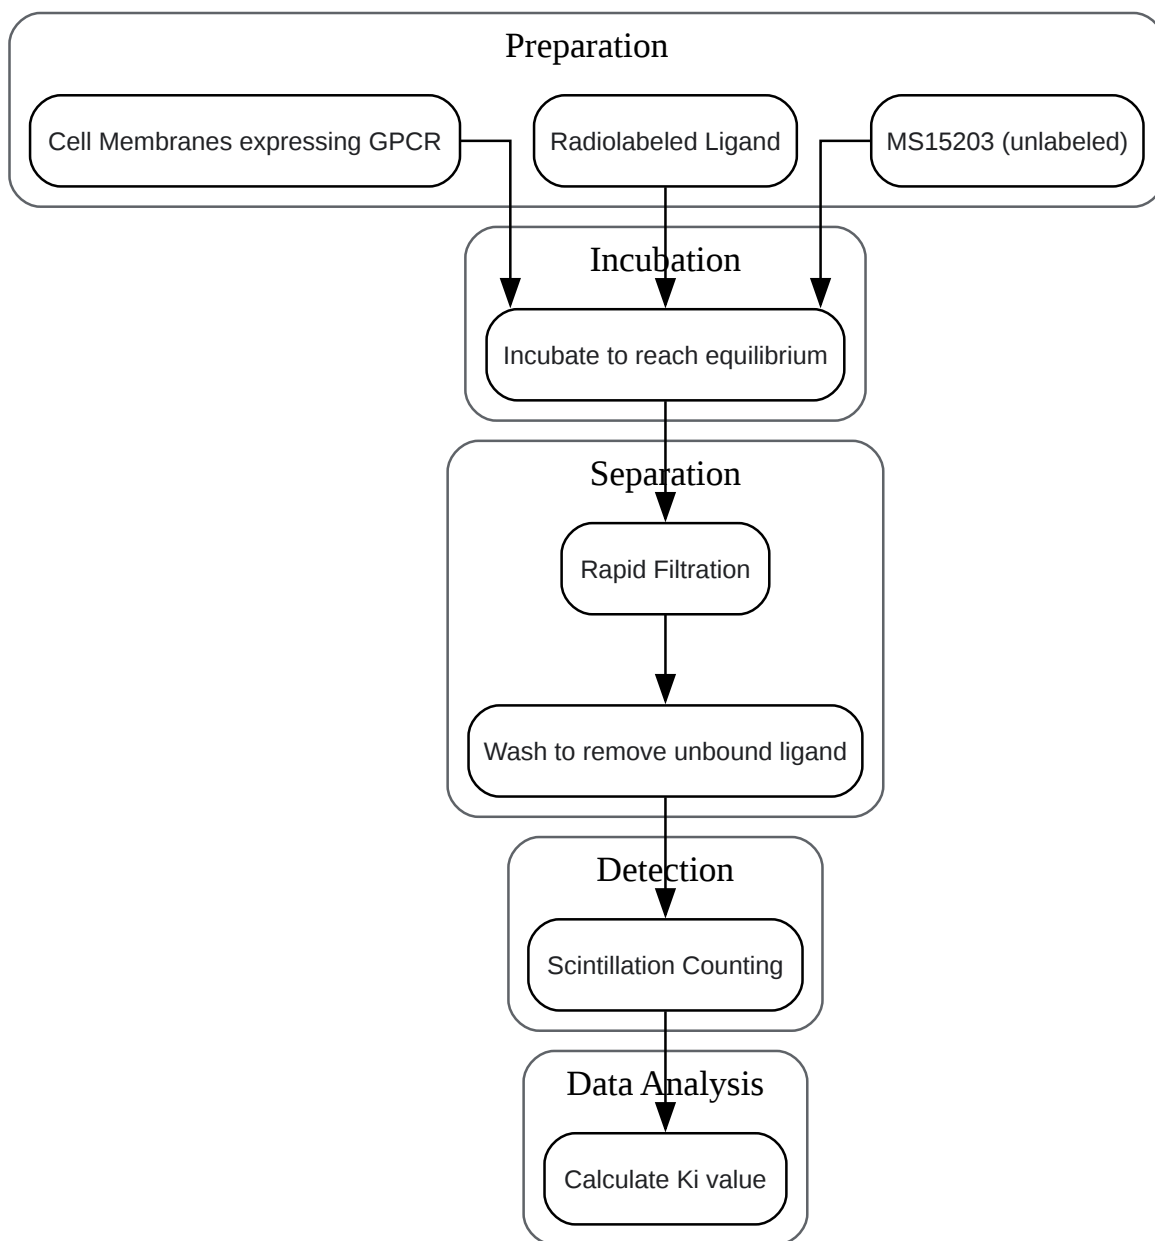 Preparation
Cell Membranes expressing GPCR
Radiolabeled Ligand
MS15203 (unlabeled)
Incubation
Incubate to reach equilibrium
Separation
Rapid Filtration
Wash to remove unbound ligand
Detection
Scintillation Counting
Data Analysis
Calculate Ki value